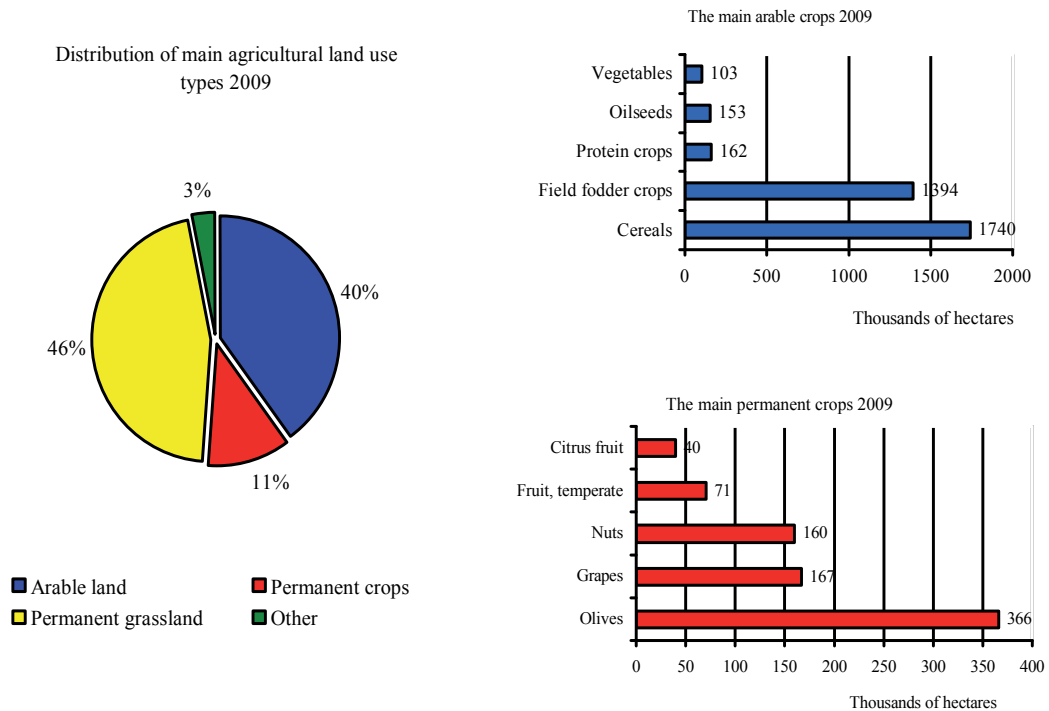 Distribution of main agricultural land use
types 2009
3%
40%
46%
11%
Arable land
Permanent crops
Permanent grassland
Other
The main arable crops 2009
Vegetables 103
Oilseeds 153
Protein crops 162
Field fodder crops 1394
Cereals 1740
0 500 1000 1500 2000
Thousands of hectares
The main permanent crops 2009
Citrus fruit 40
Fruit, temperate 71
Nuts 160
Grapes 167
Olives 366
0 50 100 150 200 250 300 350 400
Thousands of hectares